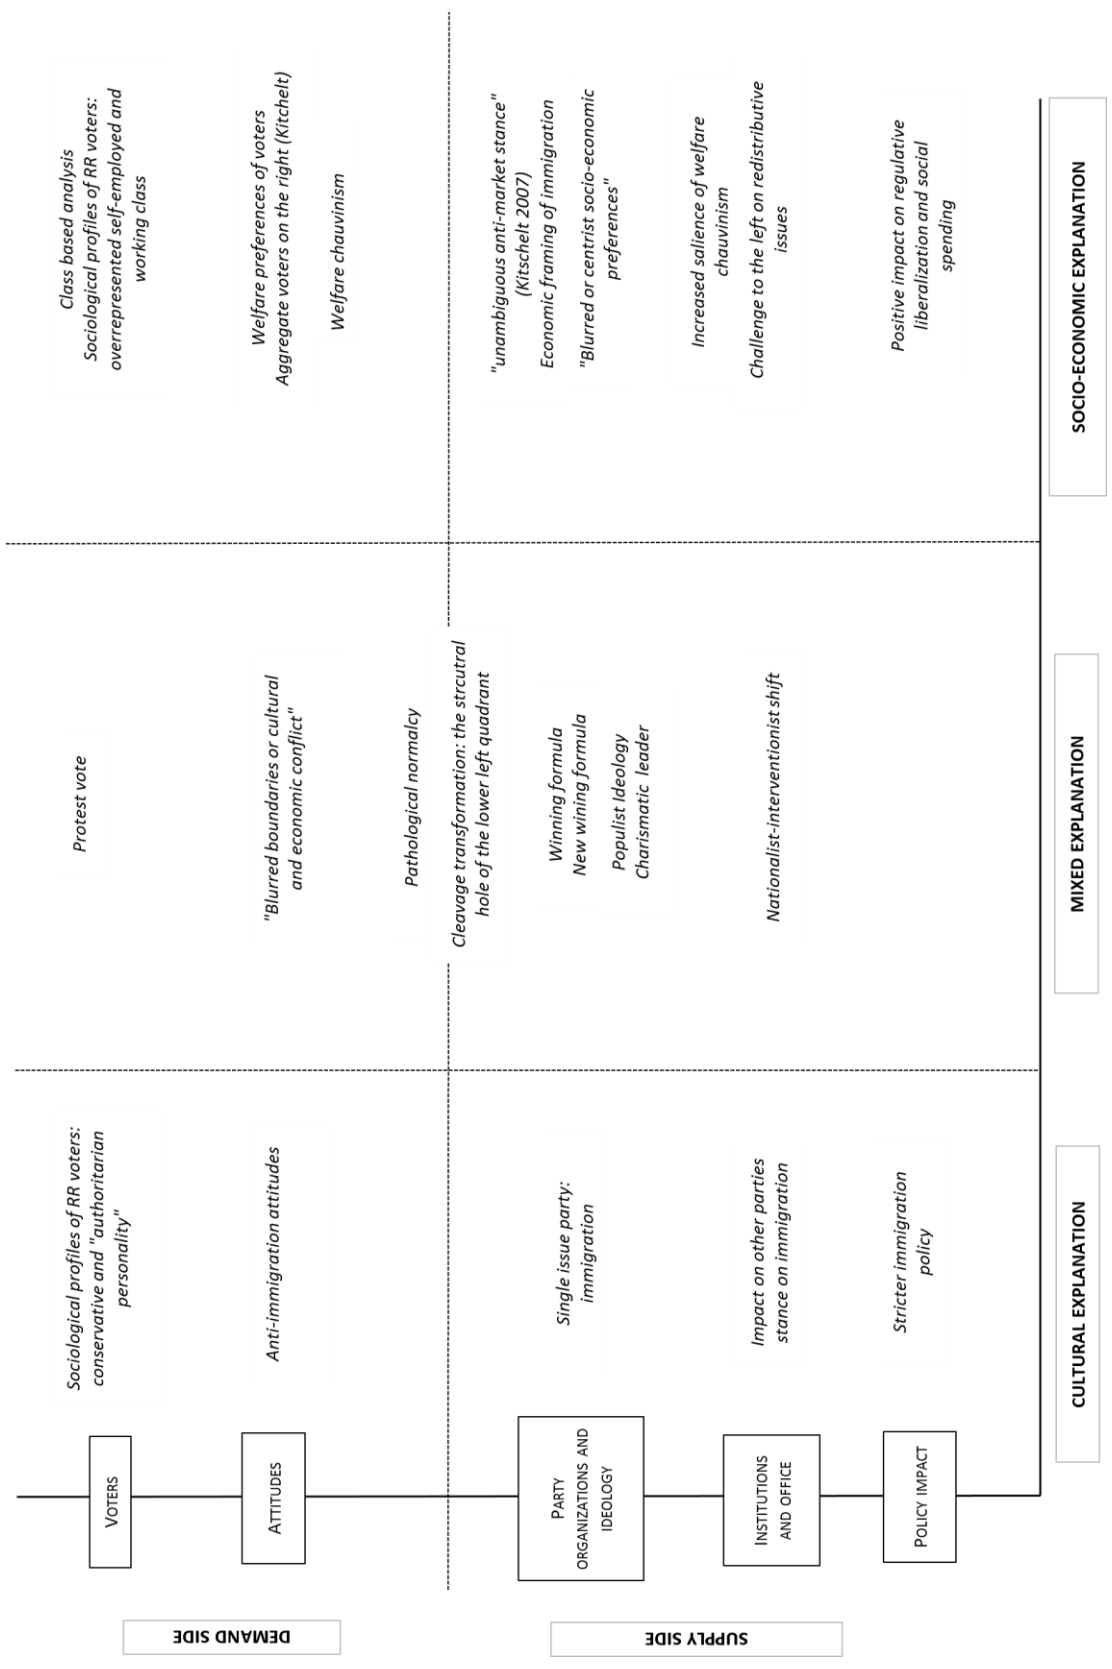 DEMAND SIDE
VOTERS
Sociological profiles of RR voters:
conservative and "authoritarian
personality"
Protest vote
Class based analysis
Sociological profiles of RR voters:
overrepresented self-employed and
working class
ATTITUDES
Anti-immigration attitudes
"Blurred boundaries or cultural
and economic conflict"
Pathological normalcy
Welfare preferences of voters
Aggregate voters on the right (Kitchelt)
Welfare chauvinism
Cleavage transformation: the strcutral
hole of the lower left quadrant
SUPPLY SIDE
PARTY
ORGANIZATIONS AND
IDEOLOGY
Single issue party:
immigration
Winning formula
New wining formula
Populist Ideology
Charismatic leader
"unambiguous anti-market stance"
(Kitschelt 2007)
Economic framing of immigration
"Blurred or centrist socio-economic
preferences"
INSTITUTIONS
AND OFFICE
Impact on other parties
stance on immigration
Nationalist-interventionist shift
Increased salience of welfare
chauvinism
Challenge to the left on redistributive
issues
POLICY IMPACT
Stricter immigration
policy
Positive impact on regulative
liberalization and social
spending
CULTURAL EXPLANATION
MIXED EXPLANATION
SOCIO-ECONOMIC EXPLANATION